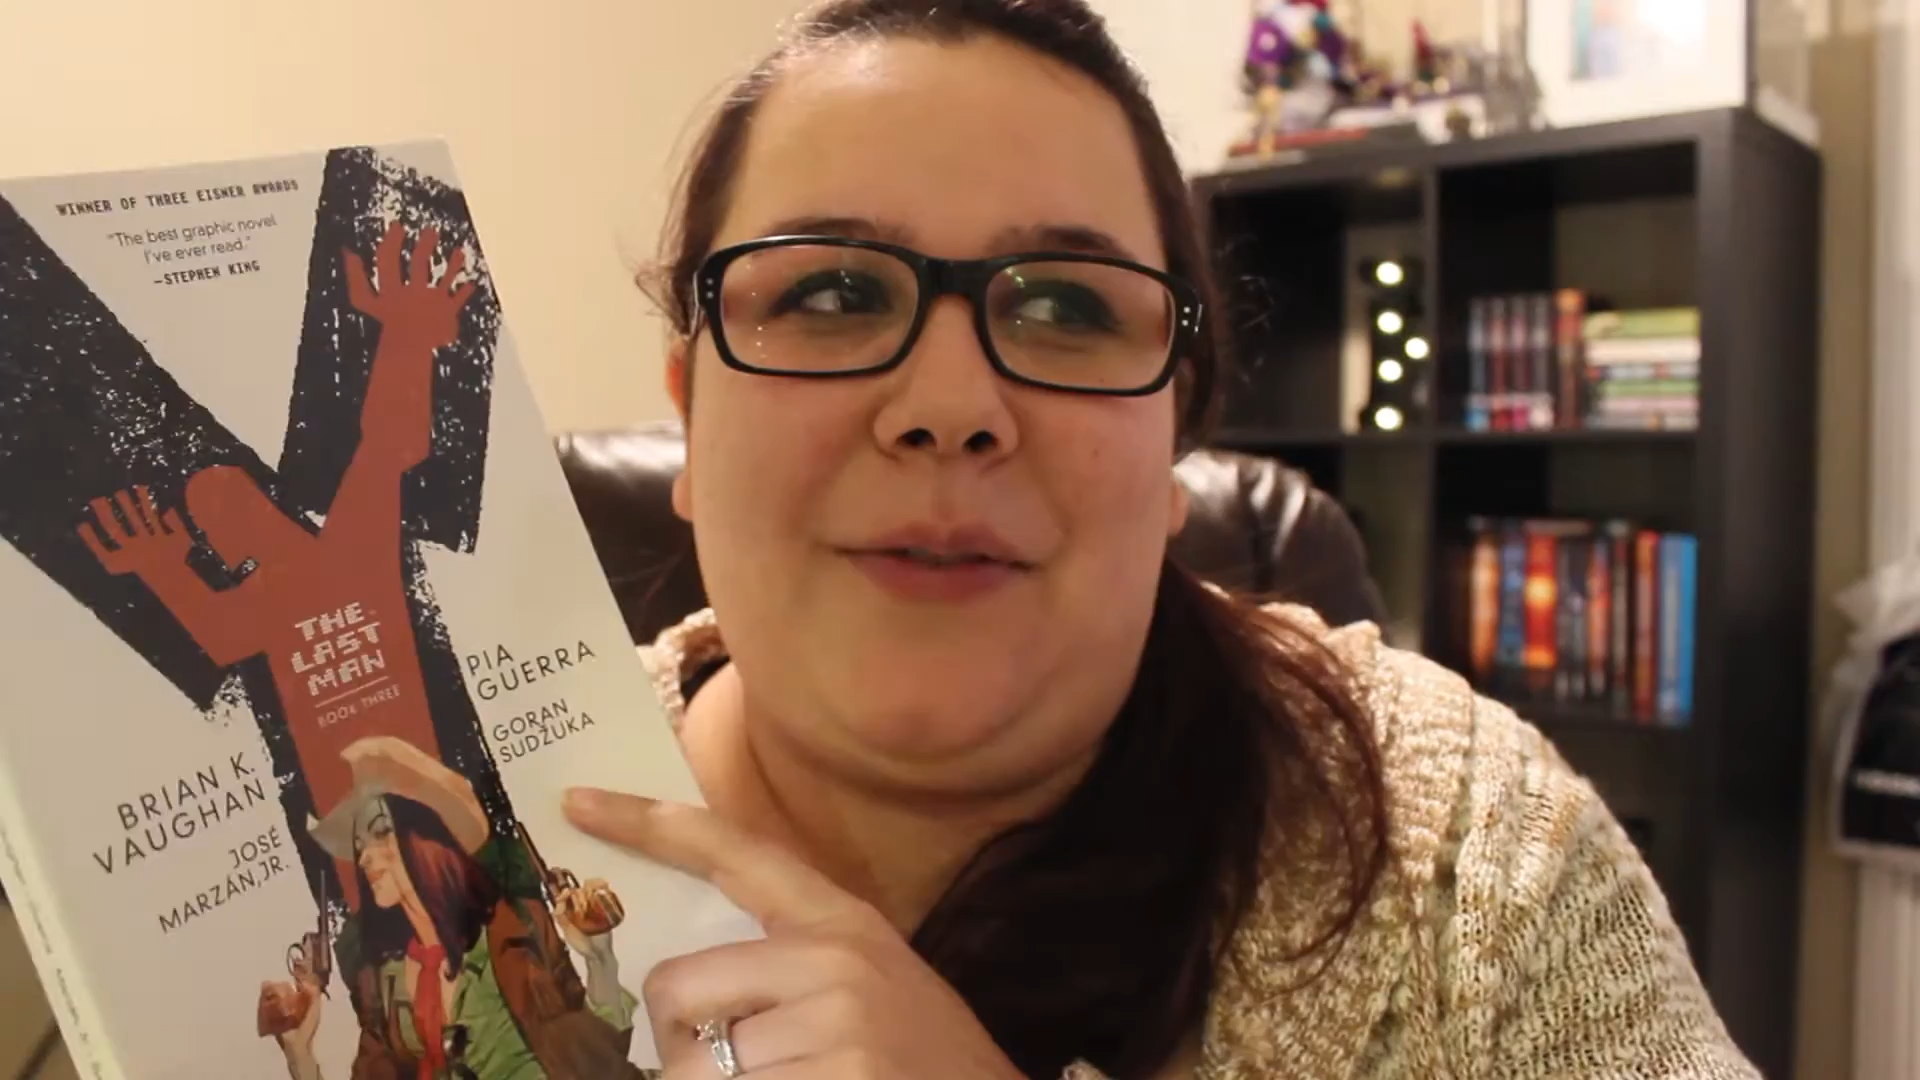 WINNER OF THREE EISNER AWARDS
"The best graphic novel
I've ever read."
—STEPHEN KING
THE
LAST
MAN
BOOK THREE
PIA
GUERRA
GORAN
SUDŽUKA
BRIAN K.
VAUGHAN
JOSÉ
MARZÁN, JR.